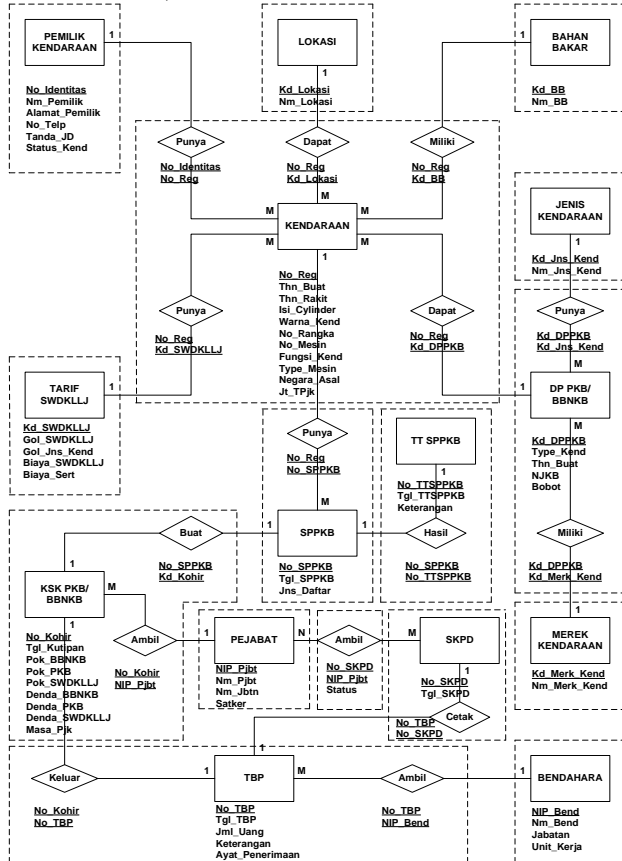 PEMILIK
KENDARAAN
1
No_Identitas
Nm_Pemilik
Alamat_Pemilik
No_Telp
Tanda_JD
Status_Kend
LOKASI
1
Kd_Lokasi
Nm_Lokasi
1
BAHAN
BAKAR
Kd_BB
Nm_BB
Punya
No_Identitas
No_Reg
M
Dapat
No_Reg
Kd_Lokasi
M
Miliki
No_Reg
Kd_BB
M
KENDARAAN
M
M
1
No_Reg
Thn_Buat
Thn_Rakit
Isi_Cylinder
Warna_Kend
No_Rangka
No_Mesin
Fungsi_Kend
Type_Mesin
Negara_Asal
Jt_TPjk
JENIS
KENDARAAN
1
Kd_Jns_Kend
Nm_Jns_Kend
Punya
No_Reg
Kd_SWDKLLJ
Dapat
No_Reg
Kd_DPPKB
Punya
Kd_DPPKB
Kd_Jns_Kend
M
TARIF
SWDKLLJ
1
Kd_SWDKLLJ
Gol_SWDKLLJ
Gol_Jns_Kend
Biaya_SWDKLLJ
Biaya_Sert
1
DP PKB/
BBNKB
M
Kd_DPPKB
Type_Kend
Thn_Buat
NJKB
Bobot
Punya
No_Reg
No_SPPKB
M
TT SPPKB
1
No_TTSPPKB
Tgl_TTSPPKB
Keterangan
Buat
No_SPPKB
Kd_Kohir
1
SPPKB
1
No_SPPKB
Tgl_SPPKB
Jns_Daftar
Hasil
No_SPPKB
No_TTSPPKB
Miliki
Kd_DPPKB
Kd_Merk_Kend
1
1
KSK PKB/
BBNKB
M
1
No_Kohir
Tgl_Kutipan
Pok_BBNKB
Pok_PKB
Pok_SWDKLLJ
Denda_BBNKB
Denda_PKB
Denda_SWDKLLJ
Masa_Pjk
Ambil
No_Kohir
NIP_Pjbt
1
PEJABAT
N
NIP_Pjbt
Nm_Pjbt
Nm_Jbtn
Satker
Ambil
No_SKPD
NIP_Pjbt
Status
M
SKPD
1
No_SKPD
Tgl_SKPD
MEREK
KENDARAAN
Kd_Merk_Kend
Nm_Merk_Kend
Cetak
No_TBP
No_SKPD
Keluar
No_Kohir
No_TBP
1
1
TBP
M
No_TBP
Tgl_TBP
Jml_Uang
Keterangan
Ayat_Penerimaan
Ambil
No_TBP
NIP_Bend
1
BENDAHARA
NIP_Bend
Nm_Bend
Jabatan
Unit_Kerja